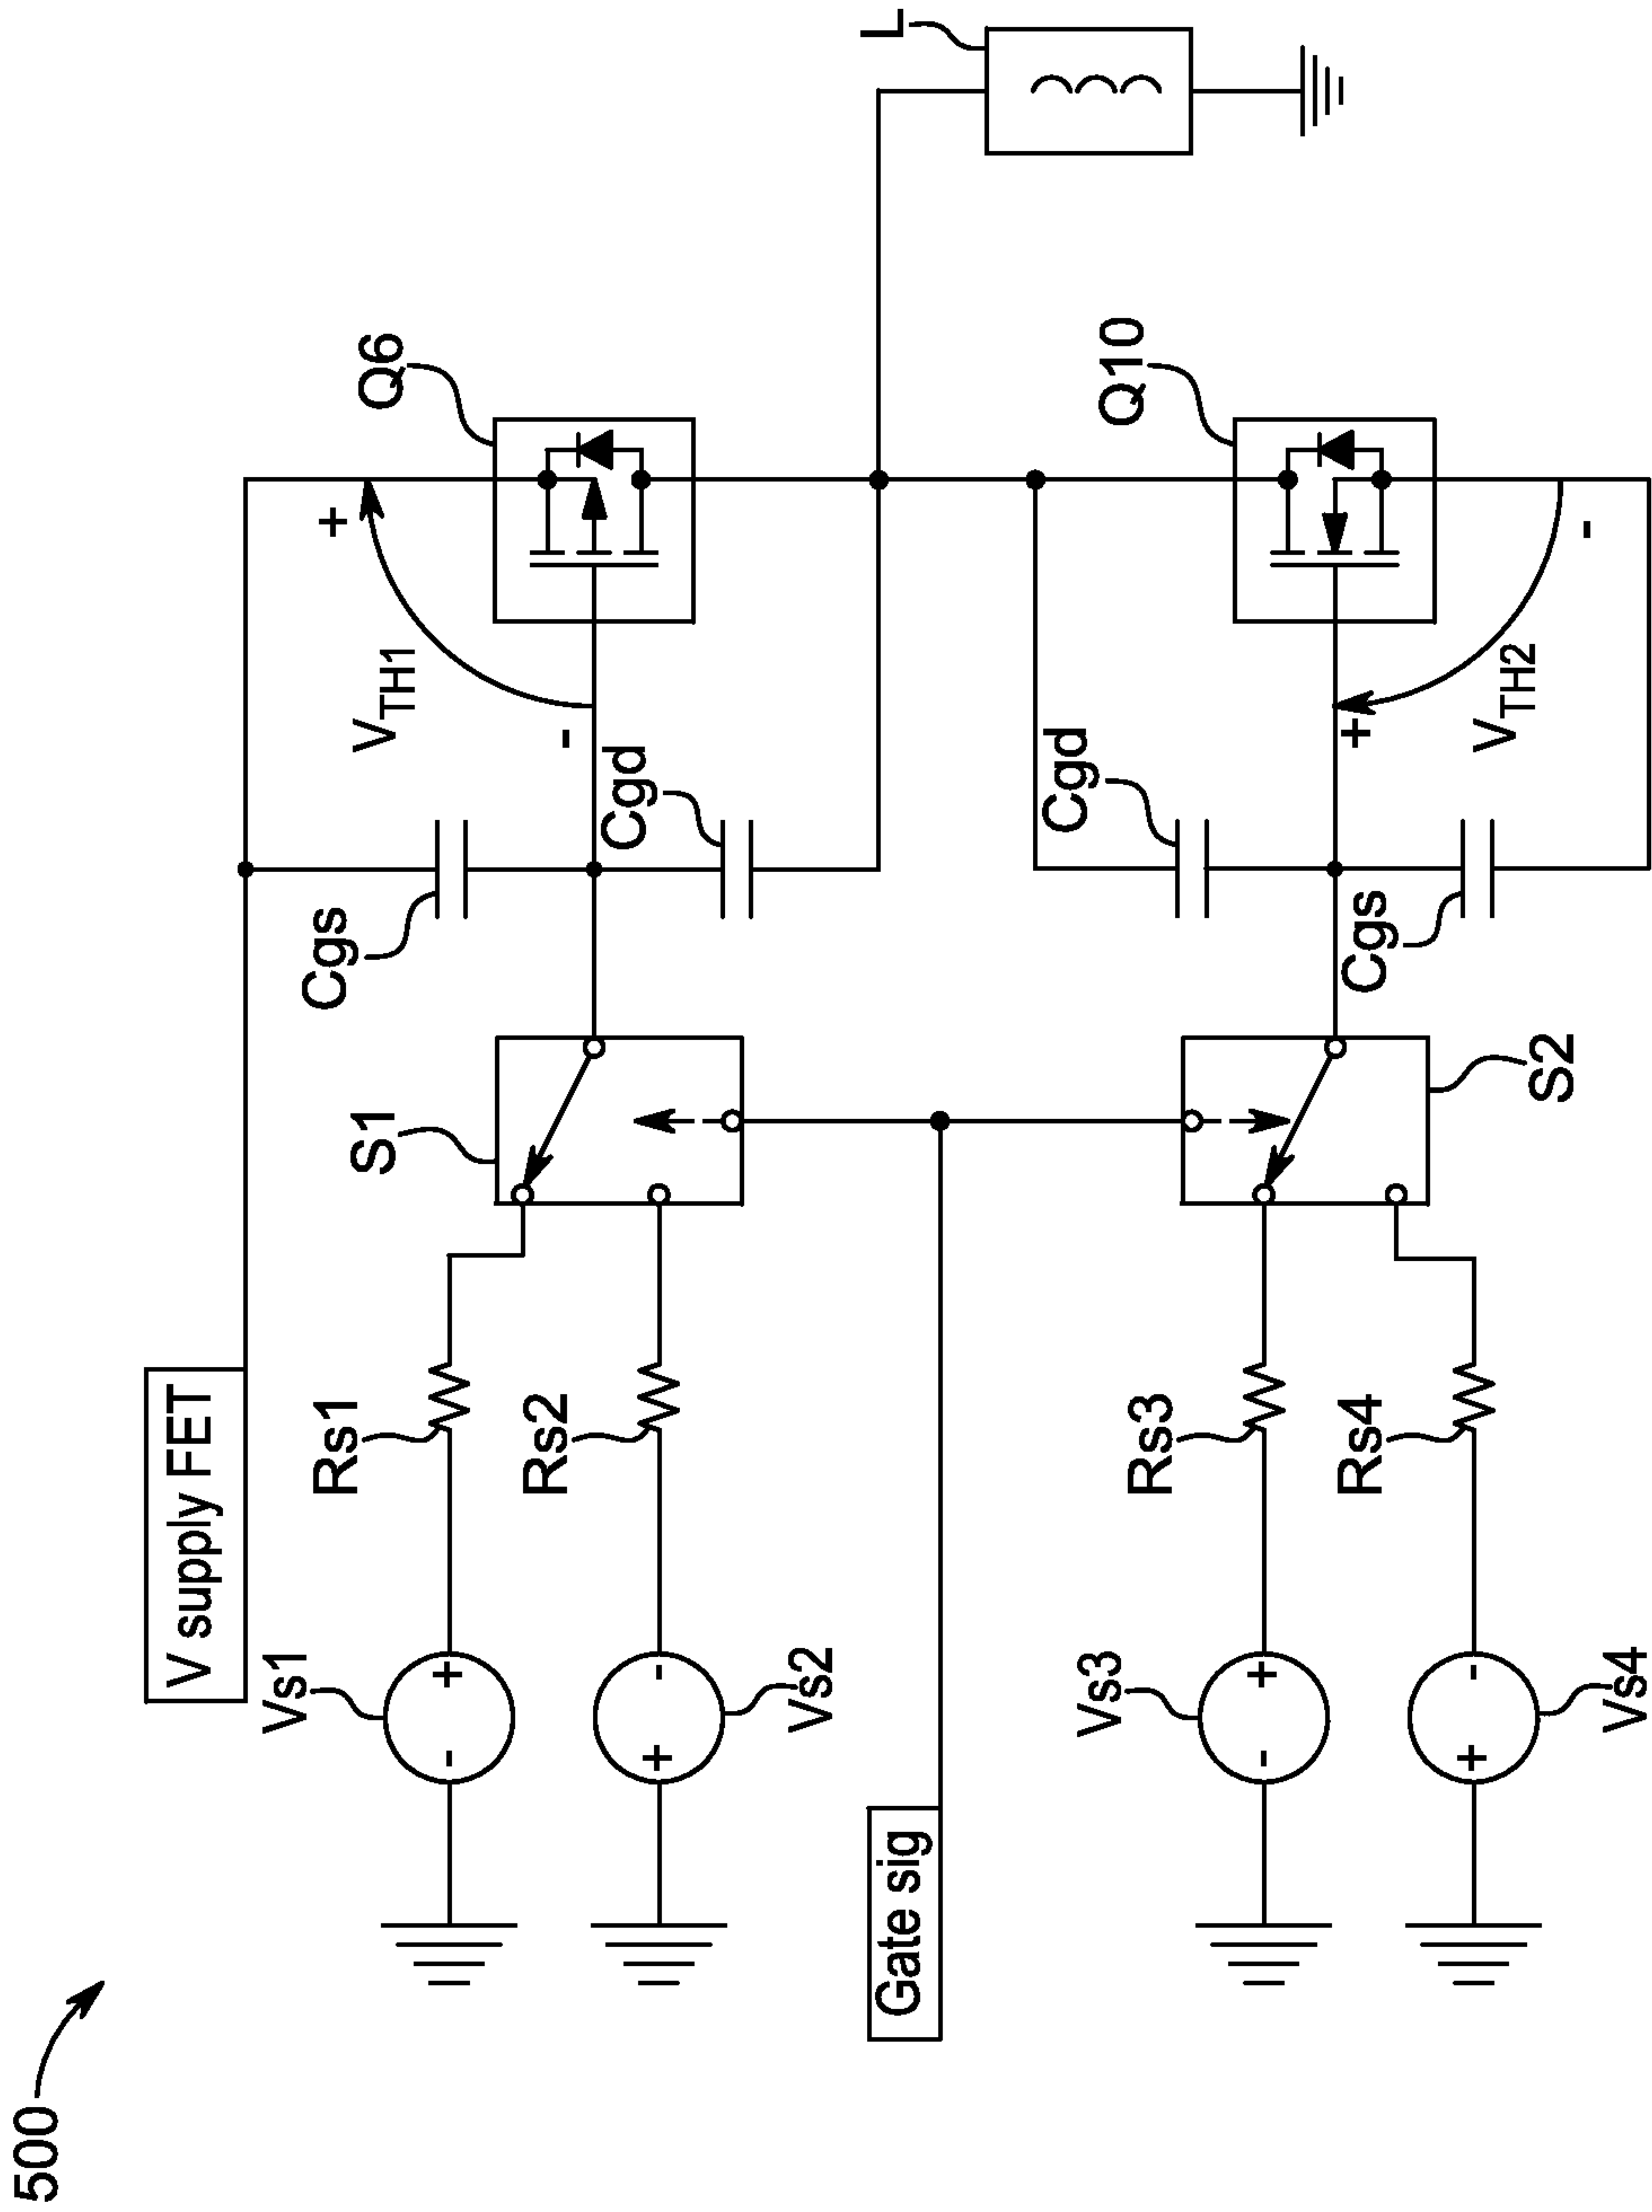 500
V supply FET
Vs1
+
-
Rs1
S1
Cgs
VTH1
+
-
Q6
Vs2
+
-
Rs2
Cgd
L
Gate sig
Vs3
+
-
Rs3
Cgd
Q10
Vs4
+
-
Rs4
S2
Cgs
+
VTH2
-